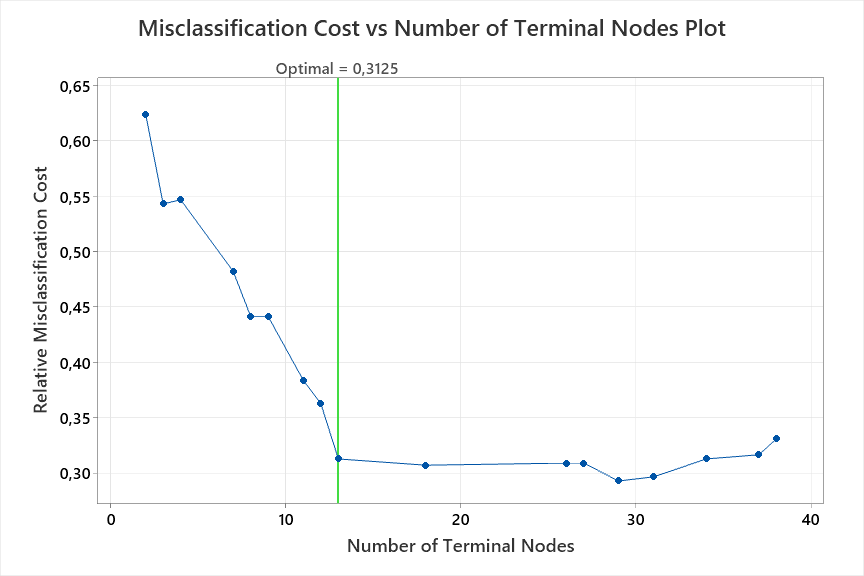 Misclassification Cost vs Number of Terminal Nodes Plot
Optimal = 0,3125
0,65
0,60
0,55
0,50
0,45
0,40
0,35
0,30
Relative Misclassification Cost
0 10 20 30 40
Number of Terminal Nodes